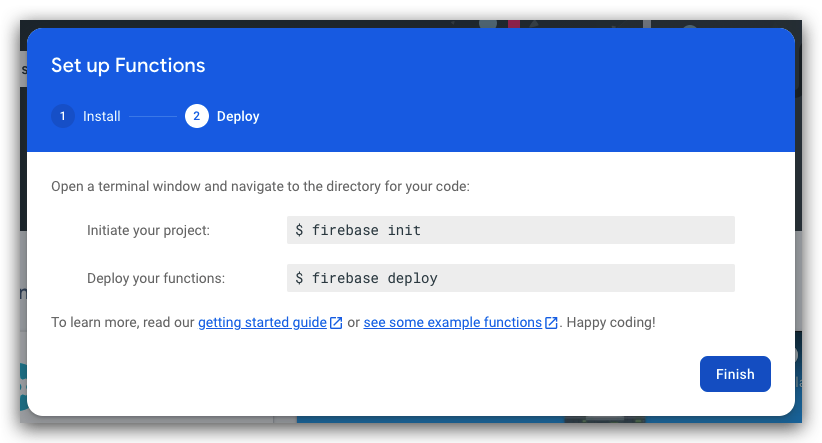 Set up Functions
1 Install 2 Deploy
Open a terminal window and navigate to the directory for your code:
Initiate your project: $ firebase init
Deploy your functions: $ firebase deploy
To learn more, read our getting started guide or see some example functions. Happy coding!
Finish